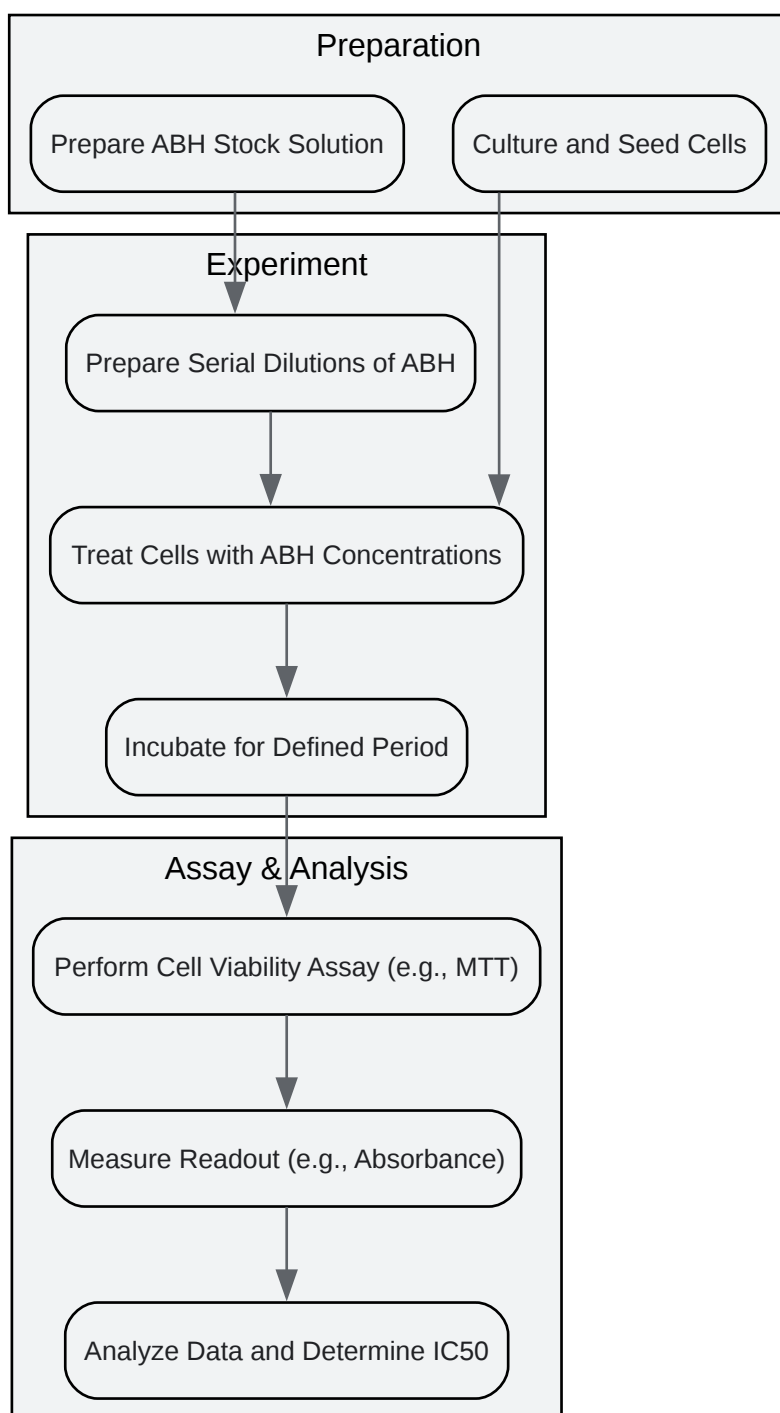 Preparation
Prepare ABH Stock Solution
Culture and Seed Cells
Experiment
Prepare Serial Dilutions of ABH
Treat Cells with ABH Concentrations
Incubate for Defined Period
Assay & Analysis
Perform Cell Viability Assay (e.g., MTT)
Measure Readout (e.g., Absorbance)
Analyze Data and Determine IC50